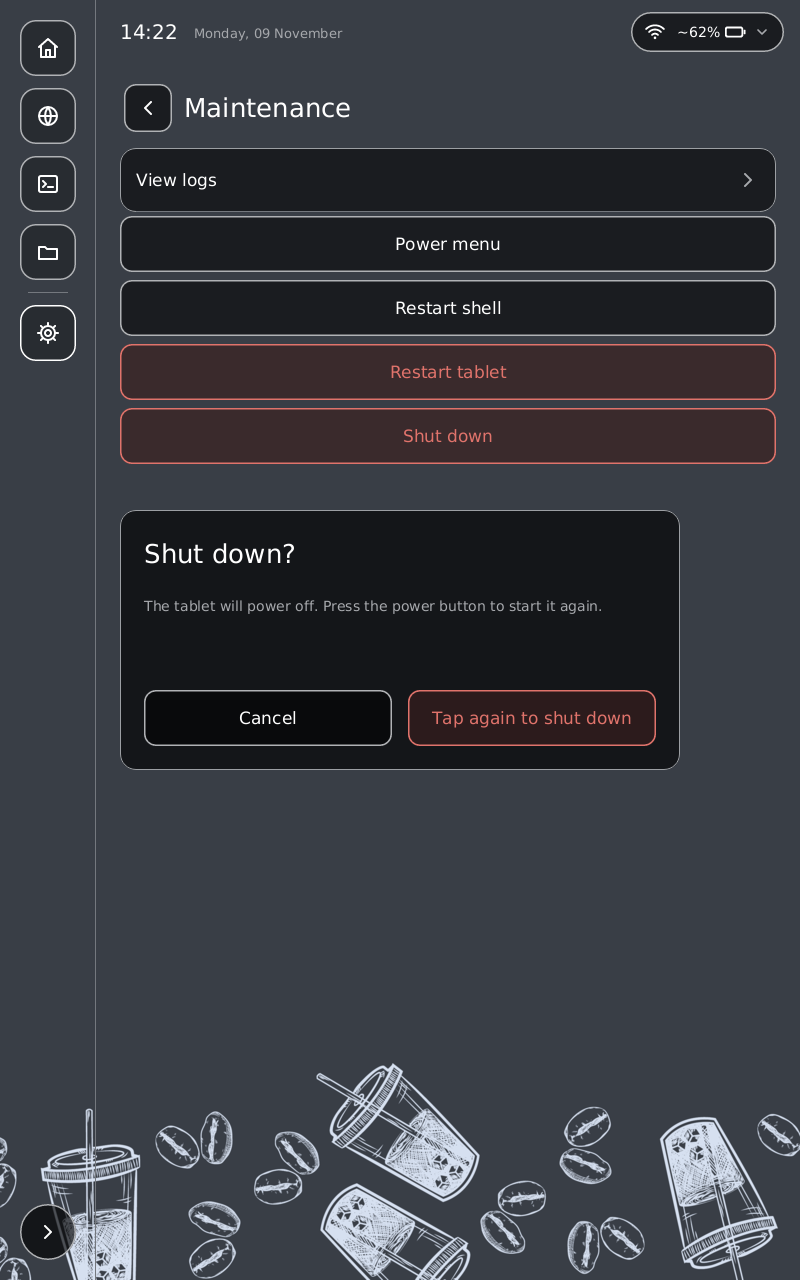 14:22 Monday, 09 November ~62%
Maintenance
View logs
Power menu
Restart shell
Restart tablet
Shut down
Shut down?
The tablet will power off. Press the power button to start it again.
Cancel Tap again to shut down